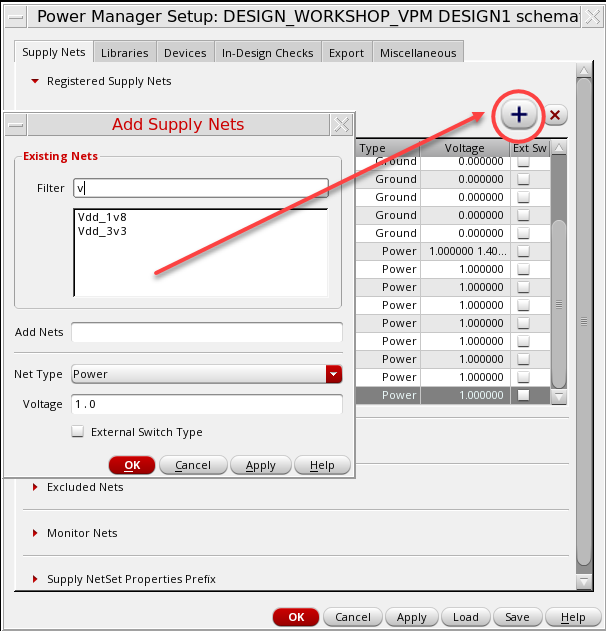 Power Manager Setup: DESIGN_WORKSHOP_VPM DESIGN1 schema
Supply Nets
Libraries
Devices
In-Design Checks
Export
Miscellaneous
Registered Supply Nets
Type
Voltage
Ext Sw
Ground 0.000000
Ground 0.000000
Ground 0.000000
Ground 0.000000
Ground 0.000000
Power 1.000000 1.40...
Power 1.000000
Power 1.000000
Power 1.000000
Power 1.000000
Power 1.000000
Power 1.000000
Power 1.000000
Power 1.000000
Add Supply Nets
Existing Nets
Filter
v
Vdd_1v8
Vdd_3v3
Add Nets
Net Type
Power
Voltage
1.0
External Switch Type
OK
Cancel
Apply
Help
Excluded Nets
Monitor Nets
Supply NetSet Properties Prefix
OK
Cancel
Apply
Load
Save
Help